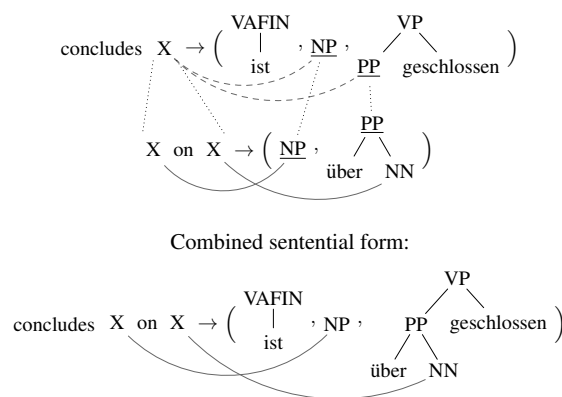 VAFIN VP
concludes X → ( ist , NP , PP geschlossen )
PP
X on X → ( NP , über NN )
Combined sentential form:
VAFIN VP
concludes X on X → ( ist , NP , PP geschlossen )
über NN